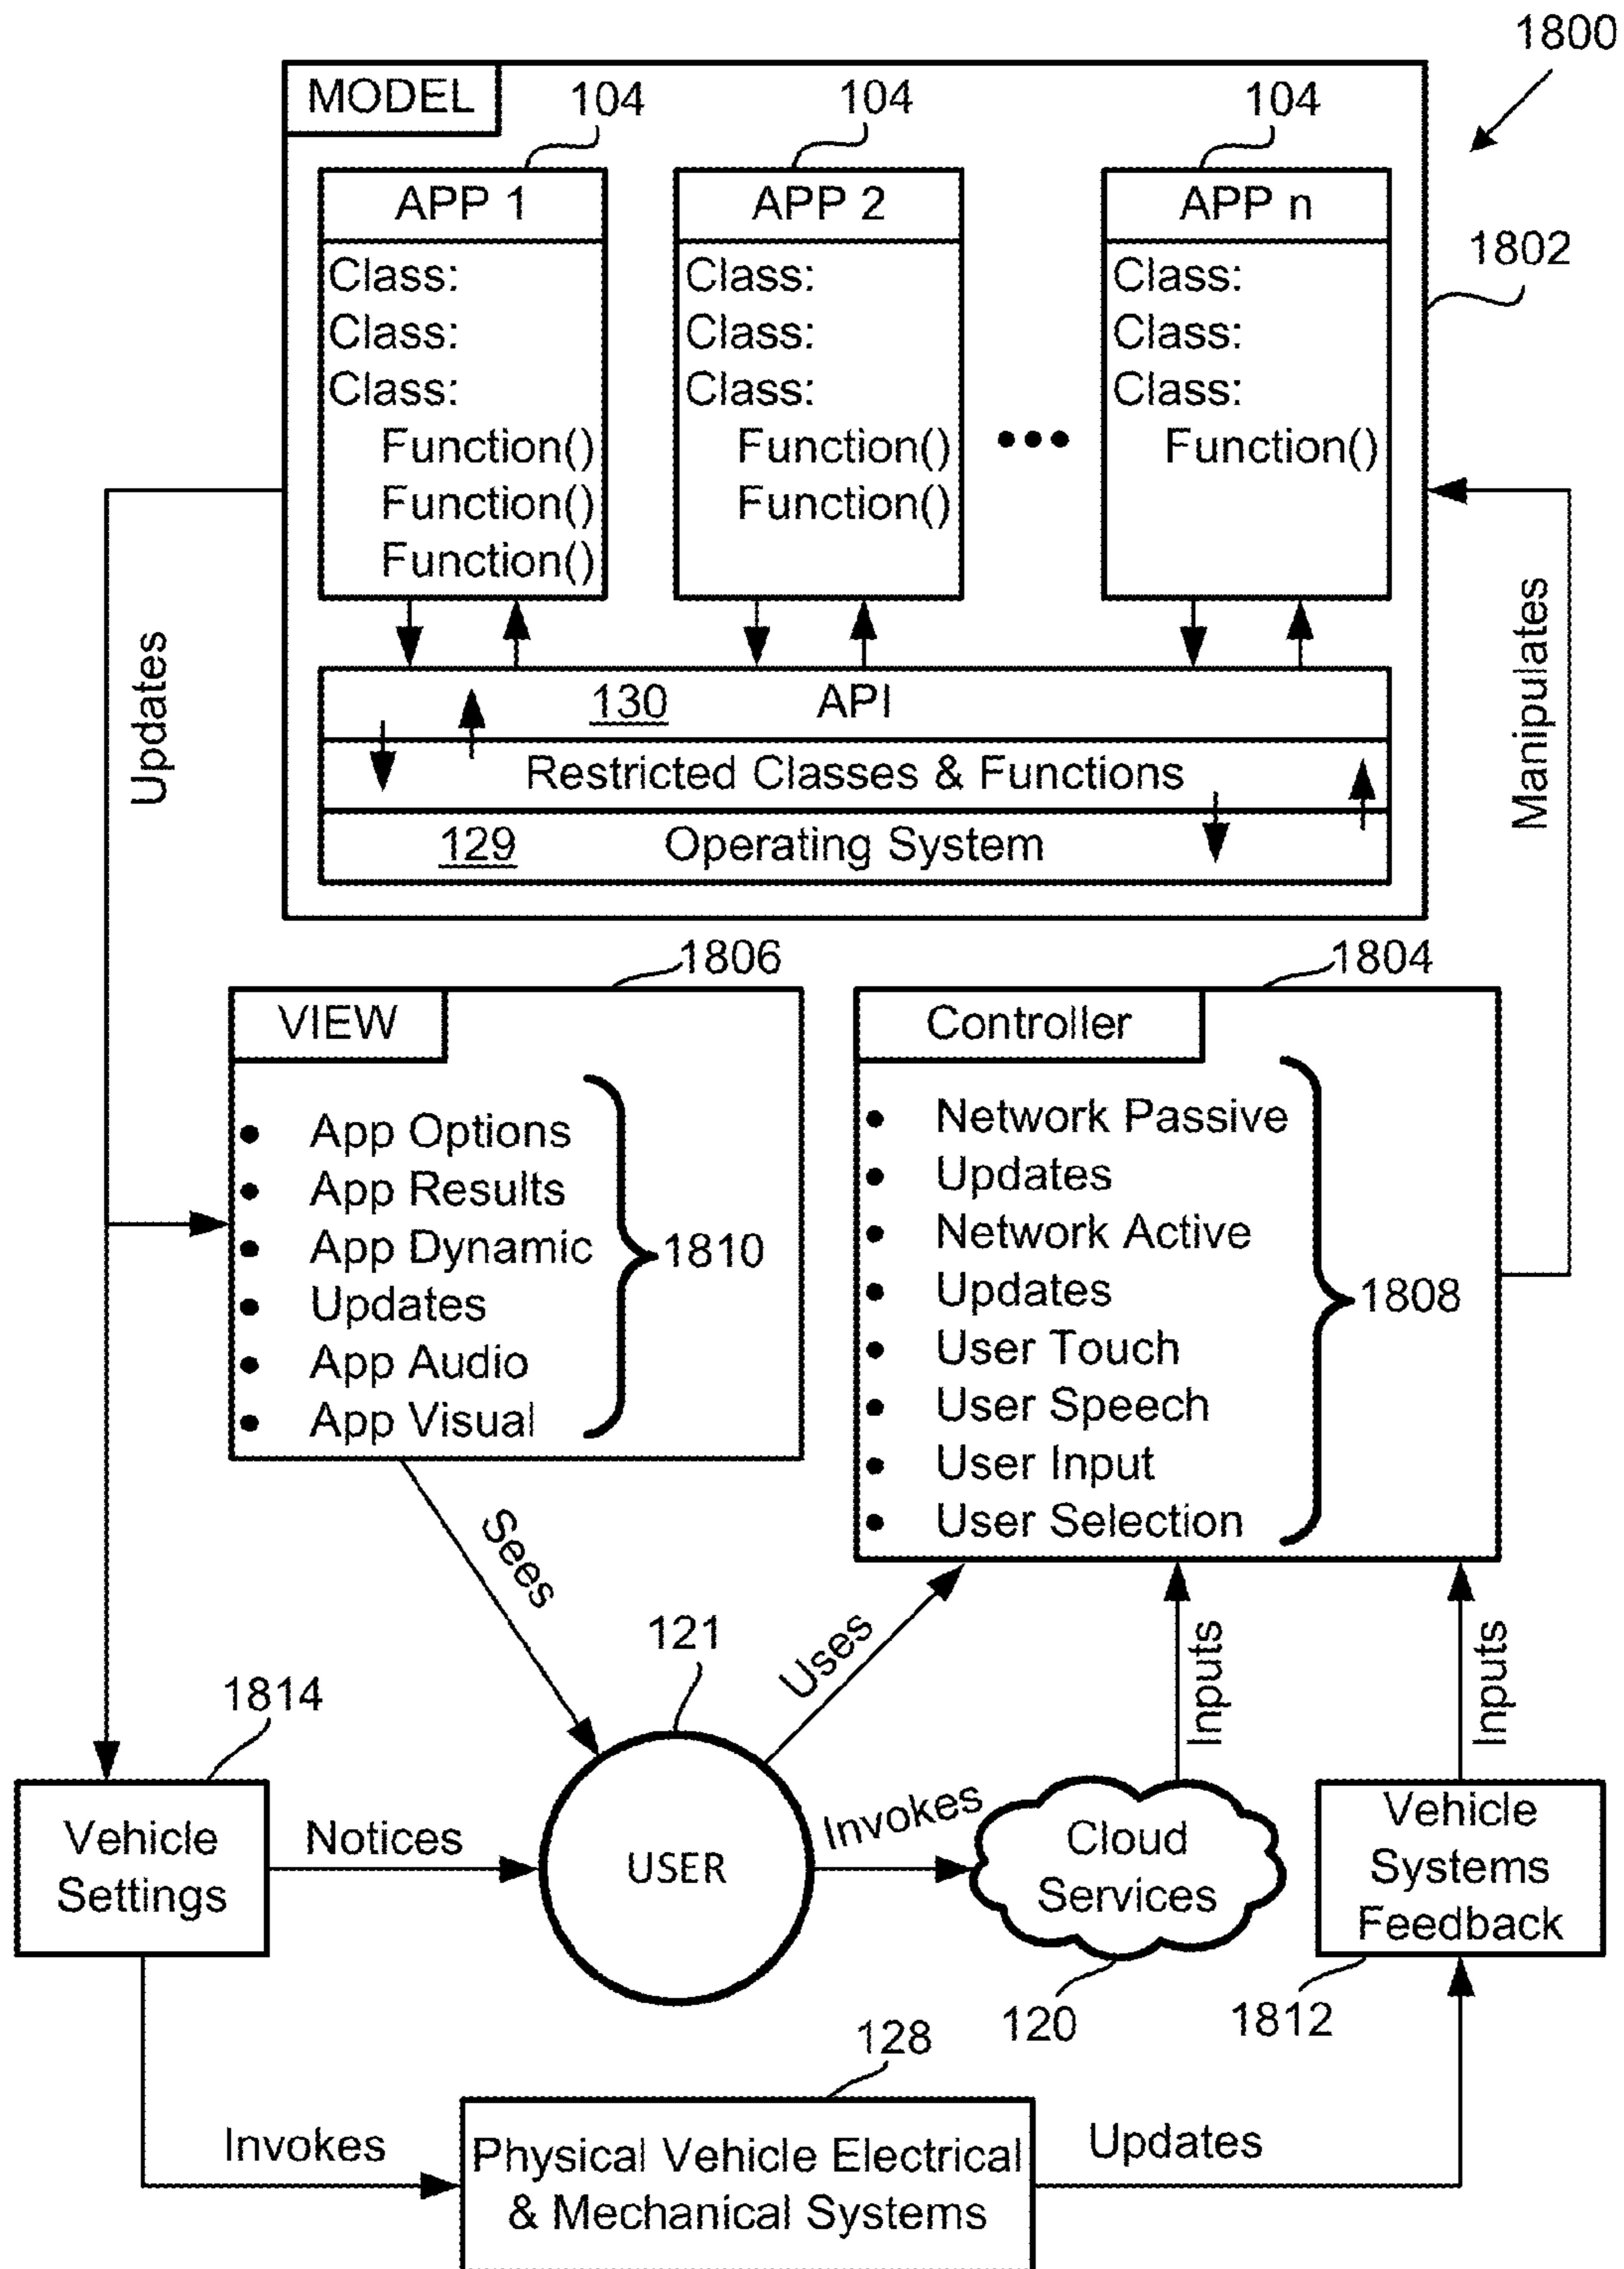 1800
MODEL
104
104
104
APP 1
APP 2
APP n
1802
Class:
Class:
Class:
Function()
Function()
Function()
Class:
Class:
Class:
Function()
Function()
•••
Class:
Class:
Class:
Function()
130
API
Restricted Classes & Functions
129
Operating System
Updates
Manipulates
1806
VIEW
• App Options
• App Results
• App Dynamic
• Updates
• App Audio
• App Visual
1810
1804
Controller
• Network Passive
• Updates
• Network Active
• Updates
• User Touch
• User Speech
• User Input
• User Selection
1808
Sees
121
Uses
Inputs
Inputs
1814
Vehicle
Settings
Notices
USER
Invokes
Cloud
Services
Vehicle
Systems
Feedback
120
1812
128
Invokes
Physical Vehicle Electrical
& Mechanical Systems
Updates